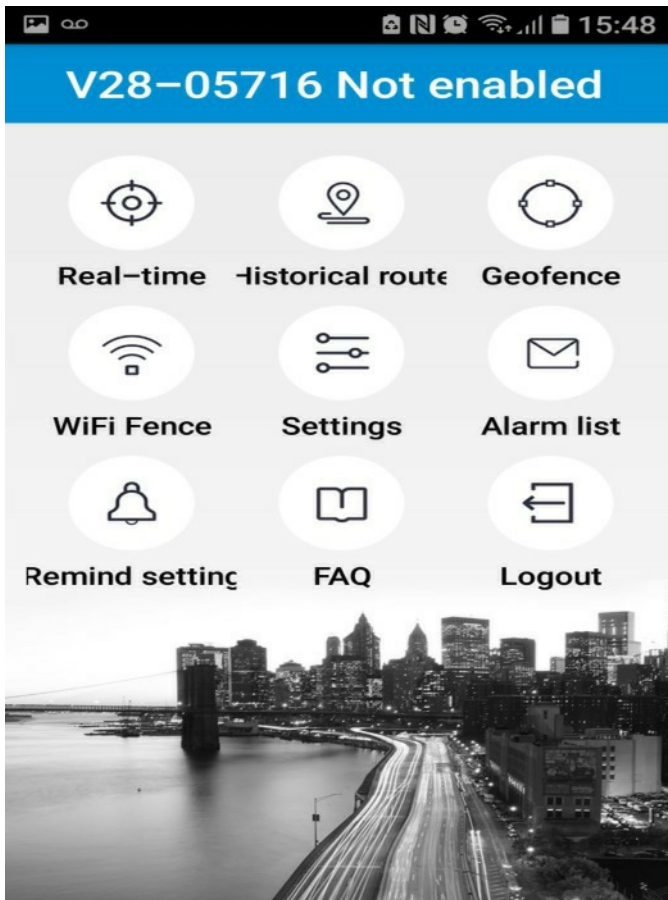 15:48
V28-05716 Not enabled
Real-time Historical route Geofence
WiFi Fence Settings Alarm list
Remind setting FAQ Logout